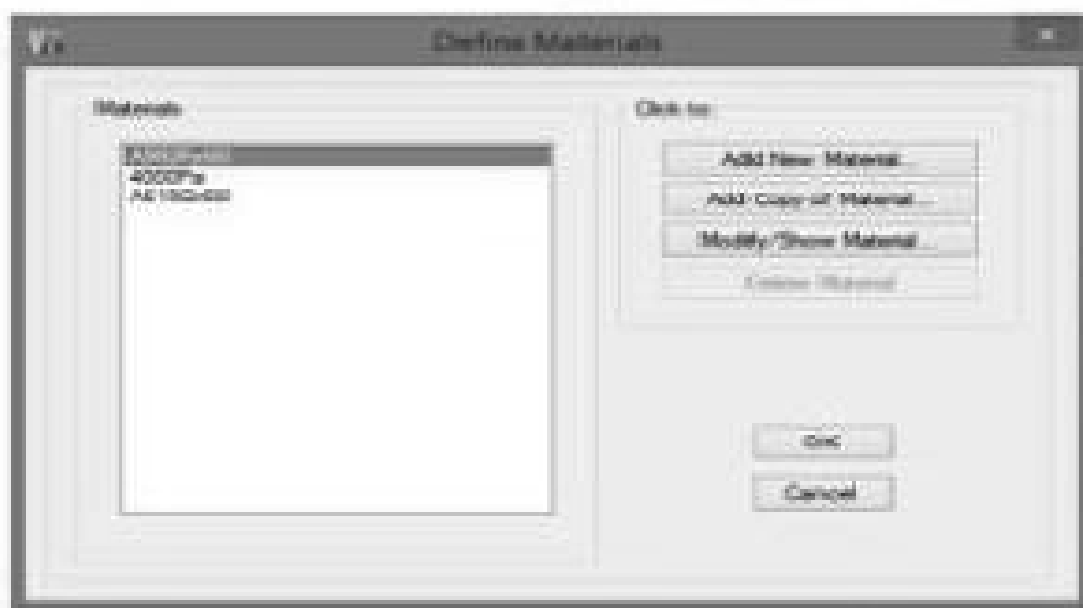 Define Materials
Materials
4000Psi
Click to:
Add New Material...
Add Copy of Material...
Modify/Show Material...
Delete Material
OK
Cancel